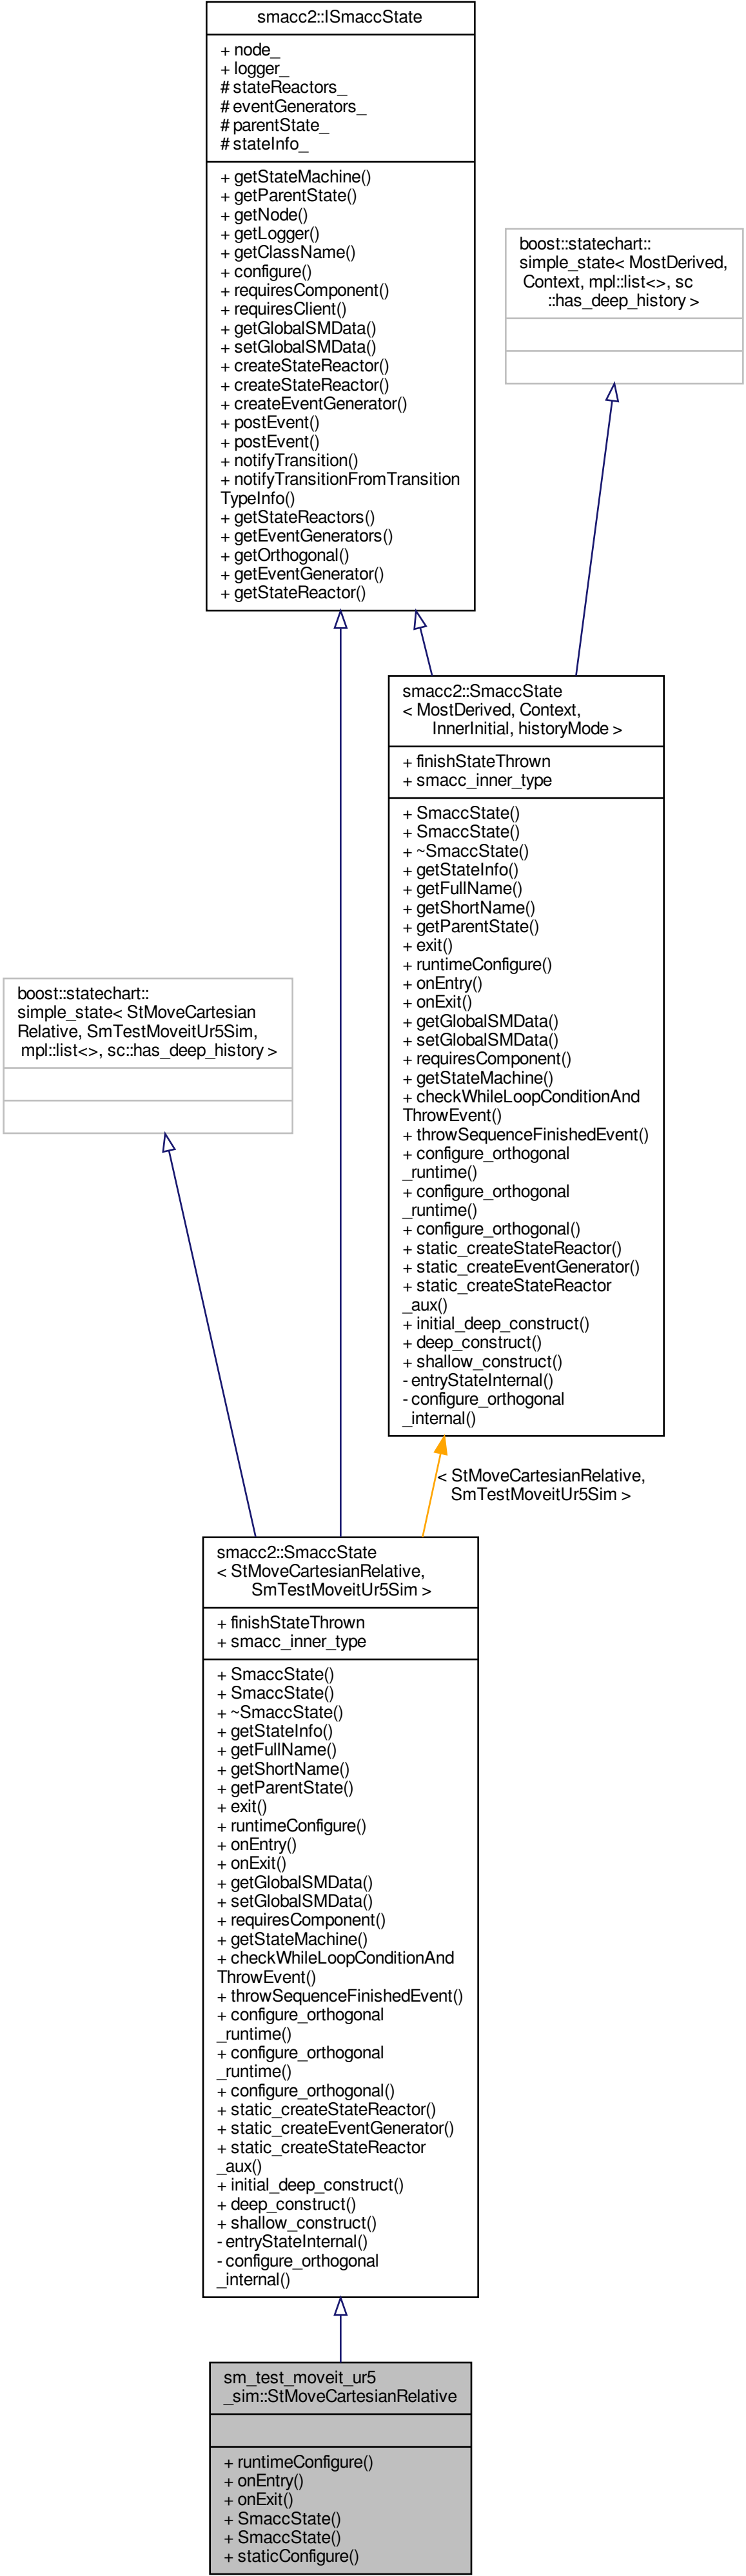 smacc2::ISmaccState
+ node_
+ logger_
# stateReactors_
# eventGenerators_
# parentState_
# stateInfo_
+ getStateMachine()
+ getParentState()
+ getNode()
+ getLogger()
+ getClassName()
+ configure()
+ requiresComponent()
+ requiresClient()
+ getGlobalSMData()
+ setGlobalSMData()
+ createStateReactor()
+ createStateReactor()
+ createEventGenerator()
+ postEvent()
+ postEvent()
+ notifyTransition()
+ notifyTransitionFromTransition
TypeInfo()
+ getStateReactors()
+ getEventGenerators()
+ getOrthogonal()
+ getEventGenerator()
+ getStateReactor()
boost::statechart::
simple_state< MostDerived,
Context, mpl::list<>, sc
::has_deep_history >
smacc2::SmaccState
< MostDerived, Context,
InnerInitial, historyMode >
+ finishStateThrown
+ smacc_inner_type
+ SmaccState()
+ SmaccState()
+ ~SmaccState()
+ getStateInfo()
+ getFullName()
+ getShortName()
+ getParentState()
+ exit()
+ runtimeConfigure()
+ onEntry()
+ onExit()
+ getGlobalSMData()
+ setGlobalSMData()
+ requiresComponent()
+ getStateMachine()
+ checkWhileLoopConditionAnd
ThrowEvent()
+ throwSequenceFinishedEvent()
+ configure_orthogonal
_runtime()
+ configure_orthogonal
_runtime()
+ configure_orthogonal()
+ static_createStateReactor()
+ static_createEventGenerator()
+ static_createStateReactor
_aux()
+ initial_deep_construct()
+ deep_construct()
+ shallow_construct()
- entryStateInternal()
- configure_orthogonal
_internal()
boost::statechart::
simple_state< StMoveCartesian
Relative, SmTestMoveitUr5Sim,
mpl::list<>, sc::has_deep_history >
< StMoveCartesianRelative,
SmTestMoveitUr5Sim >
smacc2::SmaccState
< StMoveCartesianRelative,
SmTestMoveitUr5Sim >
+ finishStateThrown
+ smacc_inner_type
+ SmaccState()
+ SmaccState()
+ ~SmaccState()
+ getStateInfo()
+ getFullName()
+ getShortName()
+ getParentState()
+ exit()
+ runtimeConfigure()
+ onEntry()
+ onExit()
+ getGlobalSMData()
+ setGlobalSMData()
+ requiresComponent()
+ getStateMachine()
+ checkWhileLoopConditionAnd
ThrowEvent()
+ throwSequenceFinishedEvent()
+ configure_orthogonal
_runtime()
+ configure_orthogonal
_runtime()
+ configure_orthogonal()
+ static_createStateReactor()
+ static_createEventGenerator()
+ static_createStateReactor
_aux()
+ initial_deep_construct()
+ deep_construct()
+ shallow_construct()
- entryStateInternal()
- configure_orthogonal
_internal()
sm_test_moveit_ur5
_sim::StMoveCartesianRelative
+ runtimeConfigure()
+ onEntry()
+ onExit()
+ SmaccState()
+ SmaccState()
+ staticConfigure()